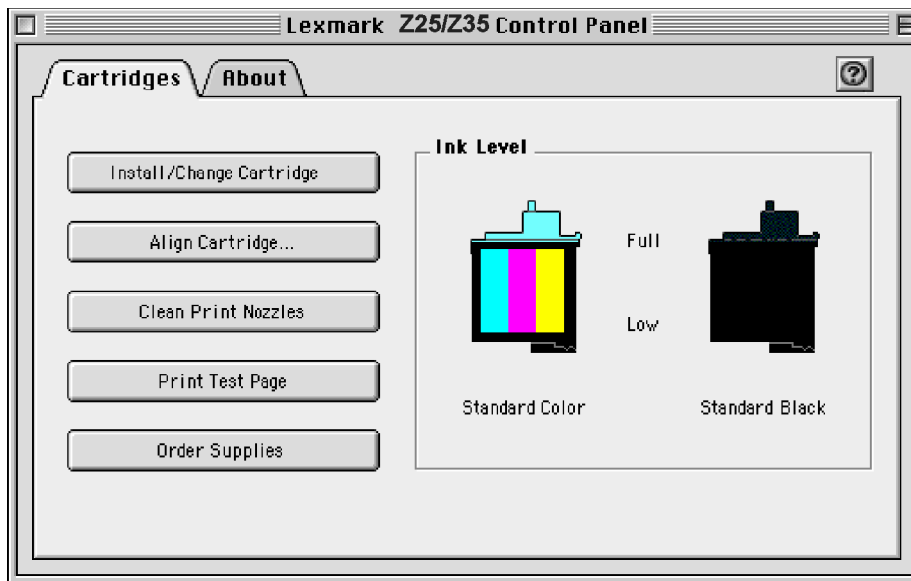 Lexmark Z25/Z35 Control Panel
Cartridges
About
?
Install/Change Cartridge
Align Cartridge...
Clean Print Nozzles
Print Test Page
Order Supplies
Ink Level
Full
Low
Standard Color
Standard Black